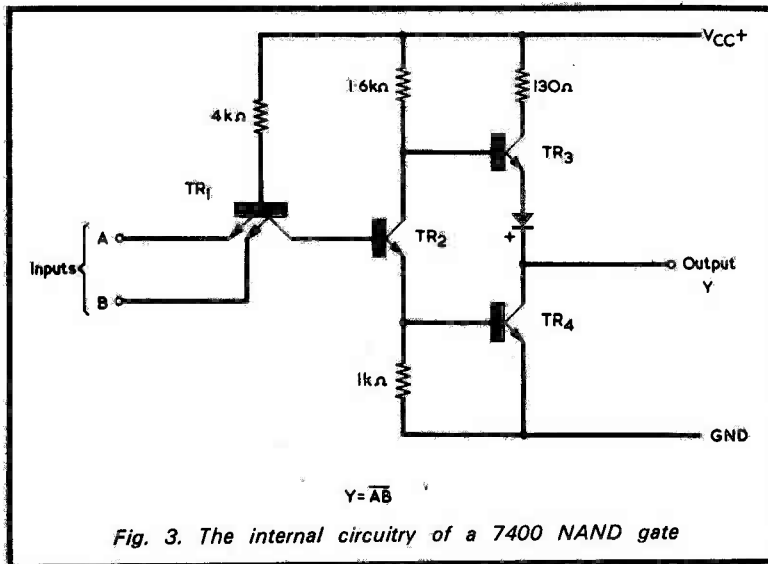 VCC+
1·6kΩ
130Ω
4kΩ
TR3
TR1
A
TR2
+
Output
Inputs
Y
B
TR4
1kΩ
GND
Y=A̅B̅
Fig. 3. The internal circuitry of a 7400 NAND gate